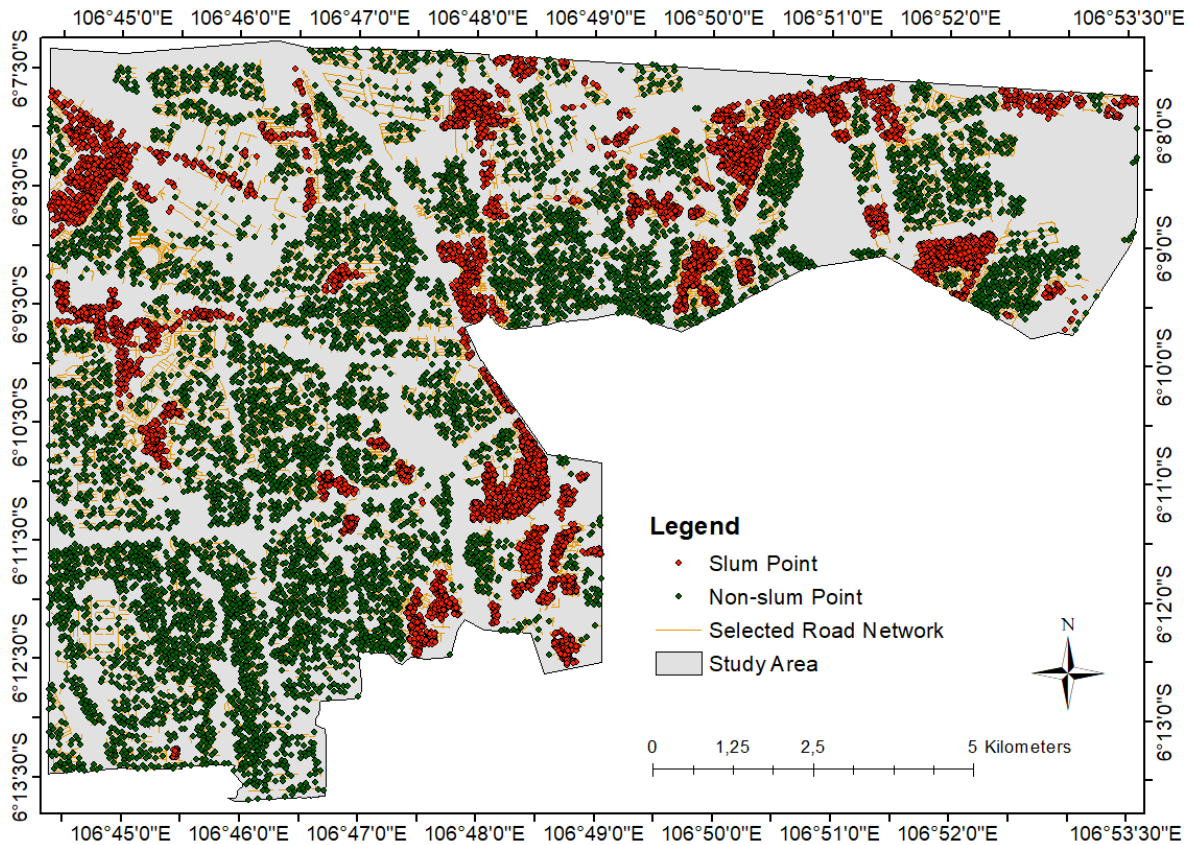 106°45'0"E 106°46'0"E 106°47'0"E 106°48'0"E 106°49'0"E 106°50'0"E 106°51'0"E 106°52'0"E 106°53'30"E
6°7'30"S
6°8'30"S
6°9'30"S
6°10'30"S
6°11'30"S
6°12'30"S
6°13'30"S
6°8'0"S
6°9'0"S
6°10'0"S
6°11'0"S
6°12'0"S
6°13'0"S
Legend
Slum Point
Non-slum Point
Selected Road Network
Study Area
N
0 1,25 2,5 5 Kilometers
106°45'0"E 106°46'0"E 106°47'0"E 106°48'0"E 106°49'0"E 106°50'0"E 106°51'0"E 106°52'0"E 106°53'30"E